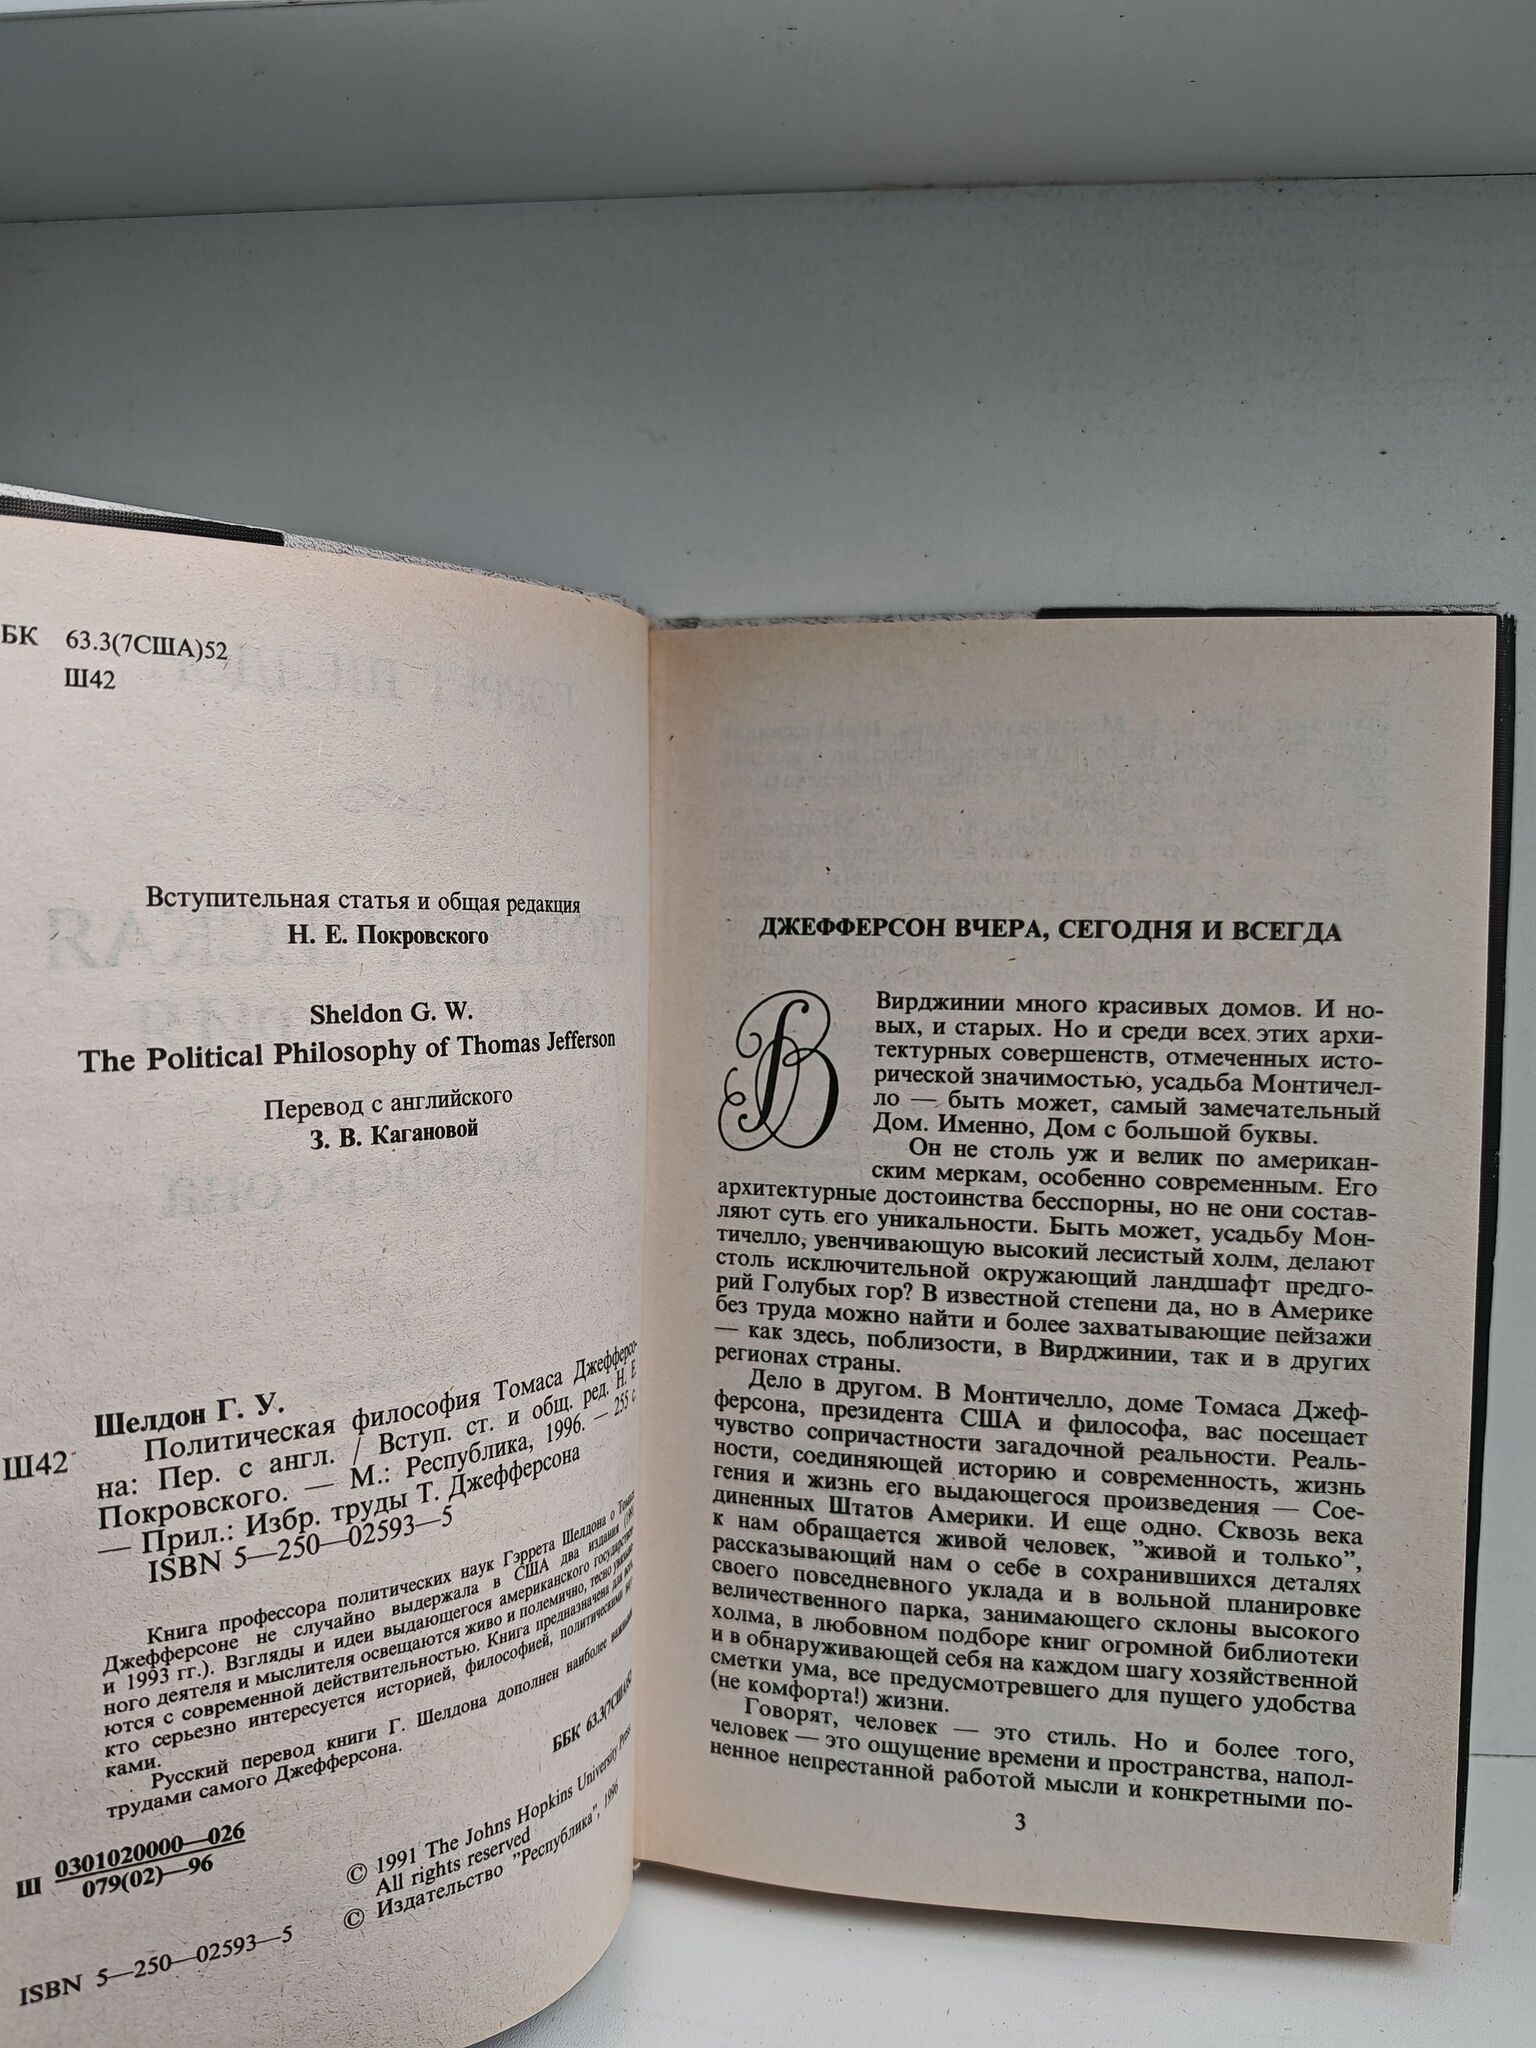 БК 63.3(7США)52
Ш42
Вступительная статья и общая редакция
Н. Е. Покровского
Sheldon G. W.
The Political Philosophy of Thomas Jefferson
Перевод с английского
З. В. Кагановой
Шелдон Г. У.
Ш42 Политическая философия Томаса Джефферсо-
на: Пер. с англ. / Вступ. ст. и общ. ред. Н. Е.
Покровского. — М.: Республика, 1996. — 255 с.
— Прил.: Избр. труды Т. Джефферсона
ISBN 5—250—02593—5
Книга профессора политических наук Гэррета Шелдона о Томасе
Джефферсоне не случайно выдержала в США два издания (1991
и 1993 гг.). Взгляды и идеи выдающегося американского государствен-
ного деятеля и мыслителя освещаются живо и полемично, тесно
ются с современной действительностью. Книга предназначена для всех,
кто серьезно интересуется историей, философией, политическими
ками.
Русский перевод книги Г. Шелдона дополнен наиболее важными
трудами самого Джефферсона.
ББК 63.3(7США)52
Ш 0301020000—026
079(02)—96
© 1991 The Johns Hopkins University Press
All rights reserved
© Издательство "Республика", 1996
ISBN 5—250—02593—5
ДЖЕФФЕРСОН ВЧЕРА, СЕГОДНЯ И ВСЕГДА
В Вирджинии много красивых домов. И но-
вых, и старых. Но и среди всех этих архи-
тектурных совершенств, отмеченных исто-
рической значимостью, усадьба Монтичел-
ло — быть может, самый замечательный
Дом. Именно, Дом с большой буквы.
Он не столь уж и велик по американ-
ским меркам, особенно современным. Его
архитектурные достоинства бесспорны, но не они состав-
ляют суть его уникальности. Быть может, усадьбу Мон-
тичелло, увенчивающую высокий лесистый холм, делают
столь исключительной окружающий ландшафт предго-
рий Голубых гор? В известной степени да, но в Америке
без труда можно найти и более захватывающие пейзажи
— как здесь, поблизости, в Вирджинии, так и в других
регионах страны.
Дело в другом. В Монтичелло, доме Томаса Джеф-
ферсона, президента США и философа, вас посещает
чувство сопричастности загадочной реальности. Реаль-
ности, соединяющей историю и современность, жизнь
гения и жизнь его выдающегося произведения — Сое-
диненных Штатов Америки. И еще одно. Сквозь века
к нам обращается живой человек, "живой и только",
рассказывающий нам о себе в сохранившихся деталях
своего повседневного уклада и в вольной планировке
величественного парка, занимающего склоны высокого
холма, в любовном подборе книг огромной библиотеки
и в обнаруживающей себя на каждом шагу хозяйственной
сметки ума, все предусмотревшего для пущего удобства
(не комфорта!) жизни.
Говорят, человек — это стиль. Но и более того,
человек — это ощущение времени и пространства, напол-
ненное непрестанной работой мысли и конкретными по-
3